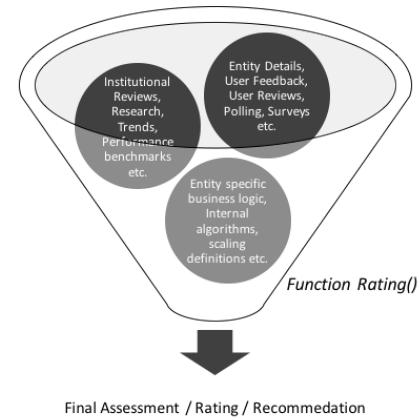 Institutional
Reviews,
Research,
Trends,
Performance
benchmarks
etc.
Entity Details,
User Feedback,
User Reviews,
Polling, Surveys
etc.
Entity specific
business logic,
Internal
algorithms,
scaling
definitions etc.
Function Rating()
Final Assessment / Rating / Recommedation